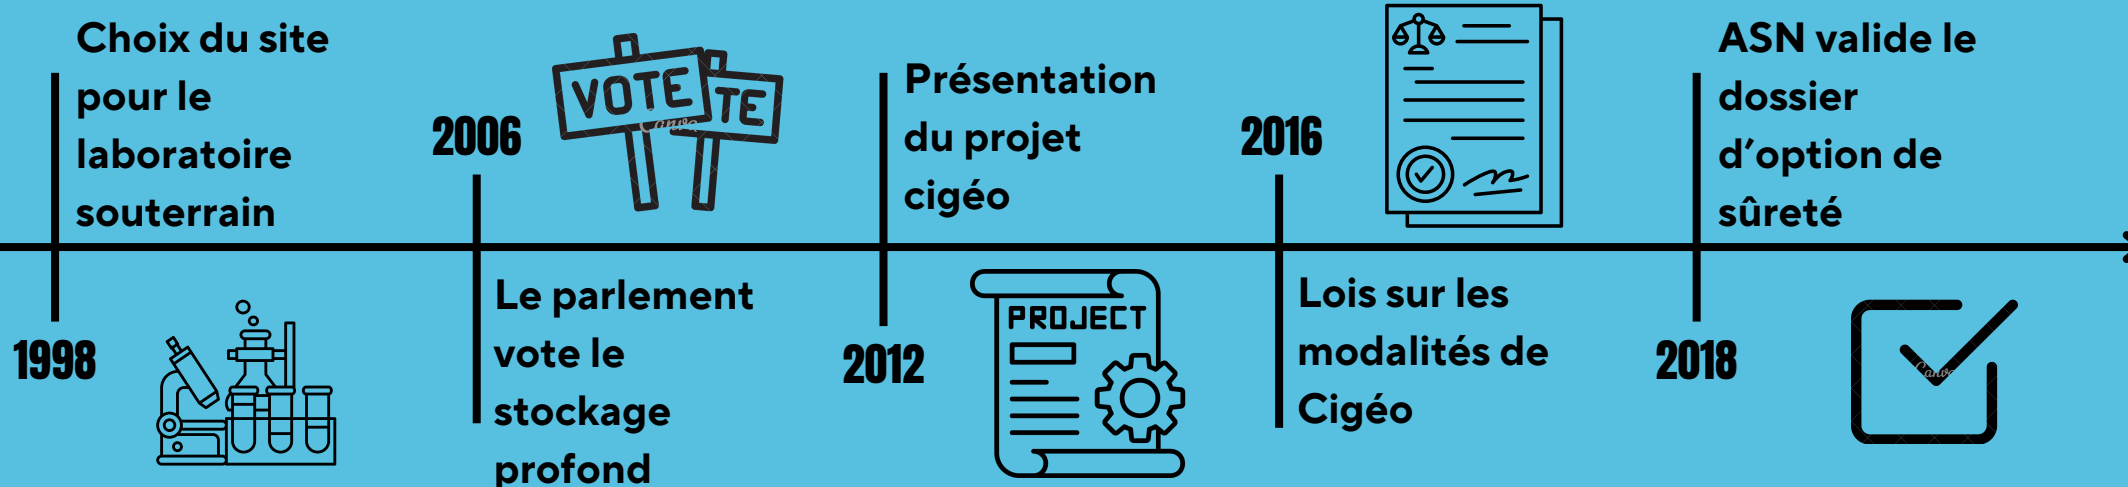 Choix du site
pour le
laboratoire
souterrain
1998
2006
VOTE
TE
Canva
Le parlement
vote le
stockage
profond
Présentation
du projet
cigéo
2012
PROJECT
2016
Lois sur les
modalités de
Cigéo
ASN valide le
dossier
d’option de
sûreté
2018
Canva